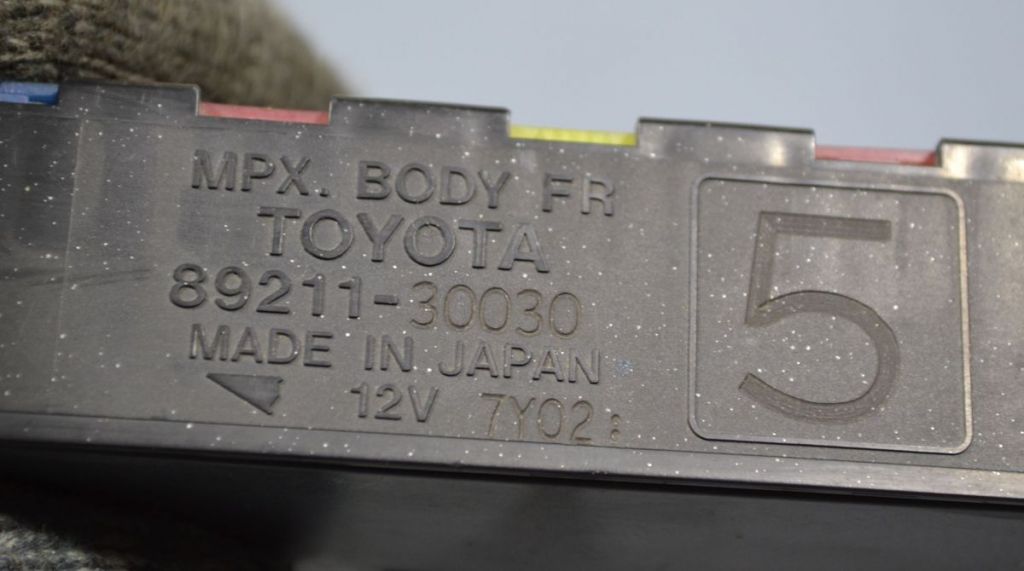 MPX. BODY FR
TOYOTA
89211-30030
MADE IN JAPAN
12V 7Y02:
5